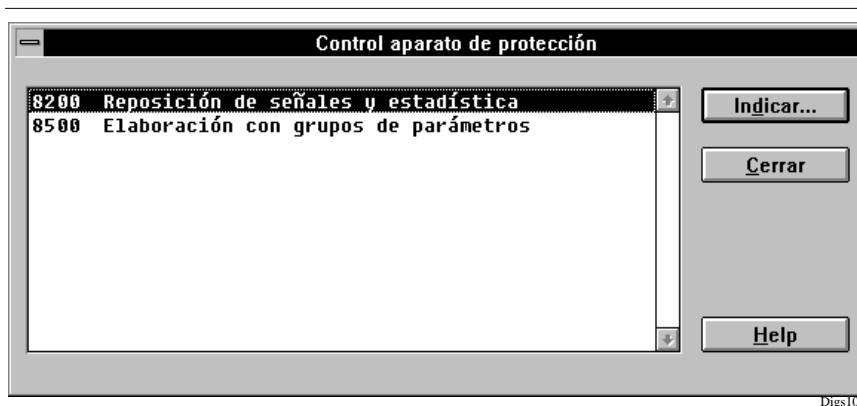 Control aparato de protección
8200 Reposición de señales y estadística
8500 Elaboración con grupos de parámetros
Indicar...
Cerrar
Help